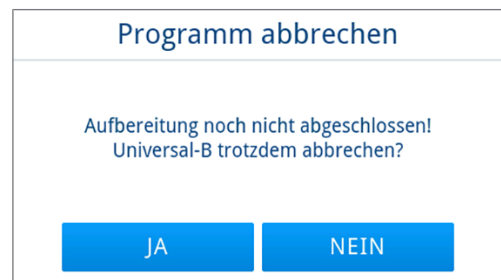 Programm abbrechen
Aufbereitung noch nicht abgeschlossen!
Universal-B trotzdem abbrechen?
JA
NEIN